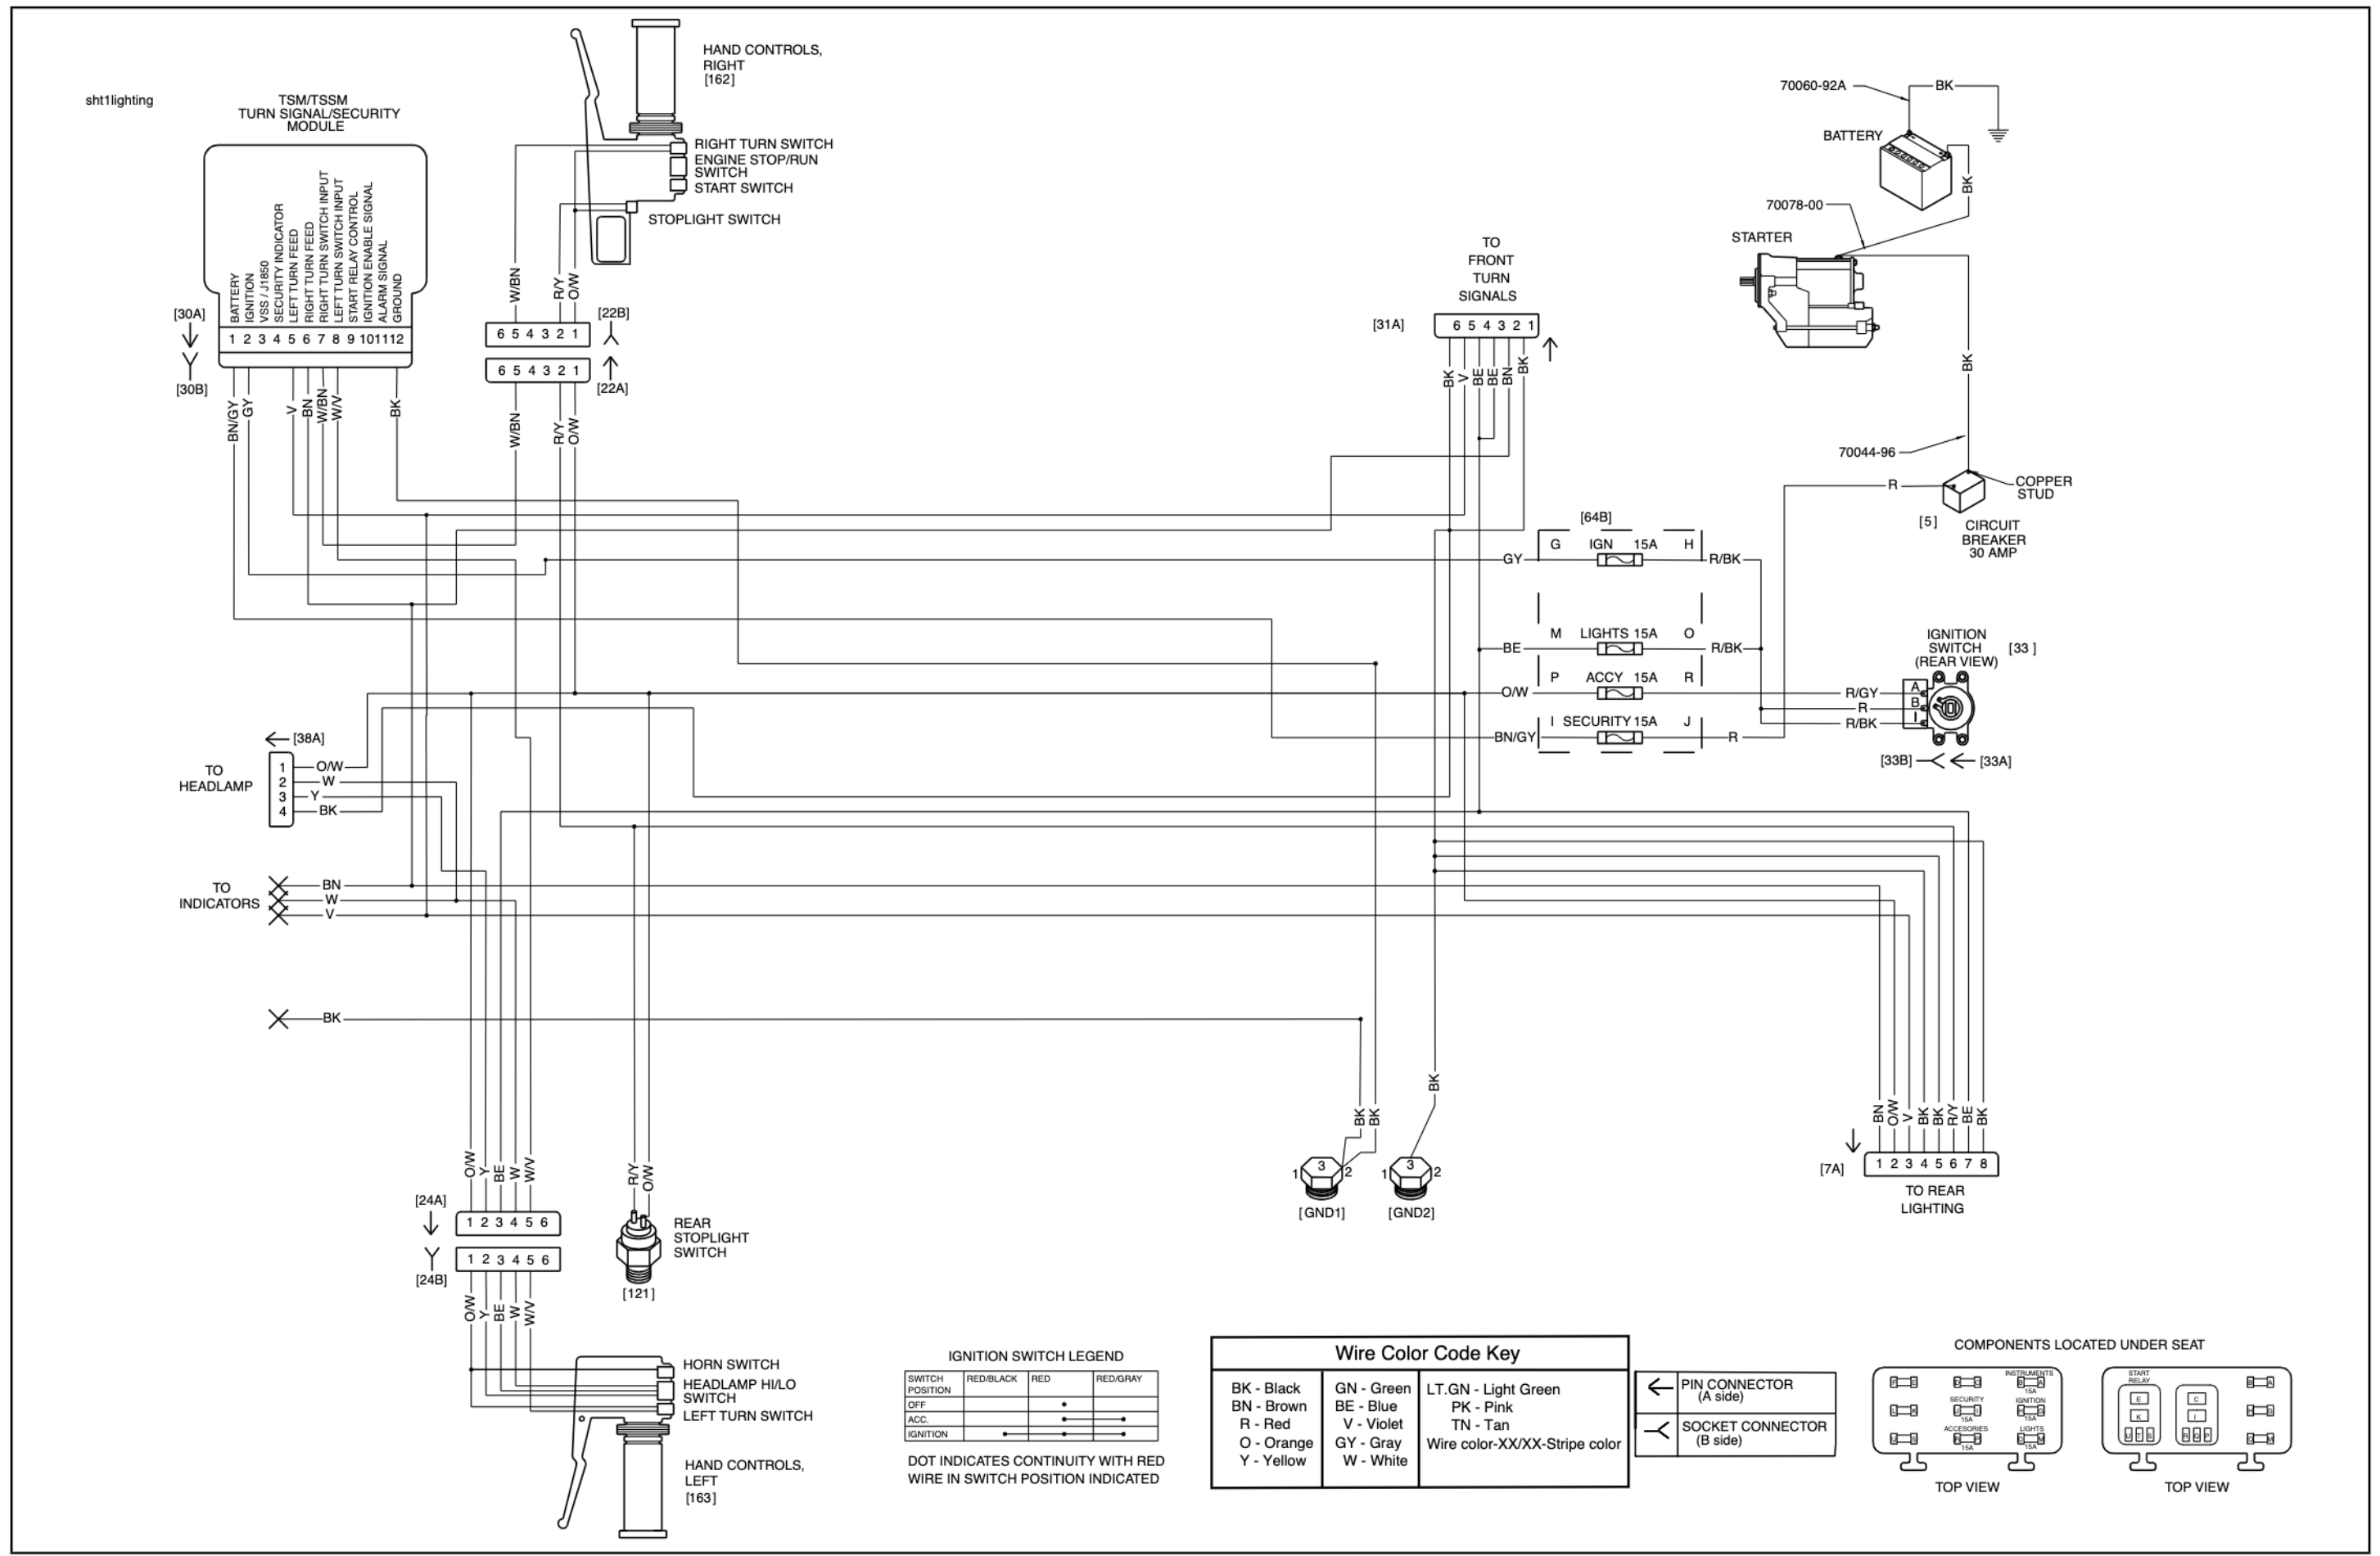 sht1lighting
TSM/TSSM
TURN SIGNAL/SECURITY
MODULE
BATTERY
IGNITION
VSS / J1850
SECURITY INDICATOR
LEFT TURN FEED
RIGHT TURN FEED
RIGHT TURN SWITCH INPUT
LEFT TURN SWITCH INPUT
START RELAY CONTROL
IGNITION ENABLE SIGNAL
ALARM SIGNAL
GROUND
[30A]
1 2 3 4 5 6 7 8 9 101112
[30B]
BN/GY
GY
V
BN
W/BN
W/V
BK
HAND CONTROLS,
RIGHT
[162]
RIGHT TURN SWITCH
ENGINE STOP/RUN
SWITCH
START SWITCH
STOPLIGHT SWITCH
W/BN
R/Y
O/W
[22B]
6 5 4 3 2 1
6 5 4 3 2 1
[22A]
W/BN
R/Y
O/W
TO
FRONT
TURN
SIGNALS
[31A]
6 5 4 3 2 1
BK
V
BE
BE
BN
BK
70060-92A
BK
BATTERY
BK
70078-00
STARTER
BK
70044-96
COPPER
STUD
R
[5]
CIRCUIT
BREAKER
30 AMP
[64B]
G IGN 15A H
GY
R/BK
M LIGHTS 15A O
BE
R/BK
P ACCY 15A R
O/W
I SECURITY 15A J
BN/GY
R
IGNITION
SWITCH
(REAR VIEW)
[33 ]
R/GY
A
R
B
R/BK
I
[33B]
[33A]
[38A]
TO
HEADLAMP
1 O/W
2 W
3 Y
4 BK
TO
INDICATORS
BN
W
V
BK
O/W
Y
BE
W
W/V
[24A]
1 2 3 4 5 6
1 2 3 4 5 6
[24B]
O/W
Y
BE
W
W/V
R/Y
O/W
REAR
STOPLIGHT
SWITCH
[121]
HORN SWITCH
HEADLAMP HI/LO
SWITCH
LEFT TURN SWITCH
HAND CONTROLS,
LEFT
[163]
BK
BK
BK
1 3 2
[GND1]
1 3 2
[GND2]
BN
O/W
V
BK
BK
R/Y
BE
BK
[7A]
1 2 3 4 5 6 7 8
TO REAR
LIGHTING
IGNITION SWITCH LEGEND
SWITCH
POSITION
RED/BLACK
RED
RED/GRAY
OFF
ACC.
IGNITION
DOT INDICATES CONTINUITY WITH RED
WIRE IN SWITCH POSITION INDICATED
Wire Color Code Key
BK - Black
BN - Brown
R - Red
O - Orange
Y - Yellow
GN - Green
BE - Blue
V - Violet
GY - Gray
W - White
LT.GN - Light Green
PK - Pink
TN - Tan
Wire color-XX/XX-Stripe color
PIN CONNECTOR
(A side)
SOCKET CONNECTOR
(B side)
COMPONENTS LOCATED UNDER SEAT
INSTRUMENTS
15A
SECURITY
15A
IGNITION
15A
ACCESORIES
15A
LIGHTS
15A
TOP VIEW
START
RELAY
E
K
C
I
TOP VIEW